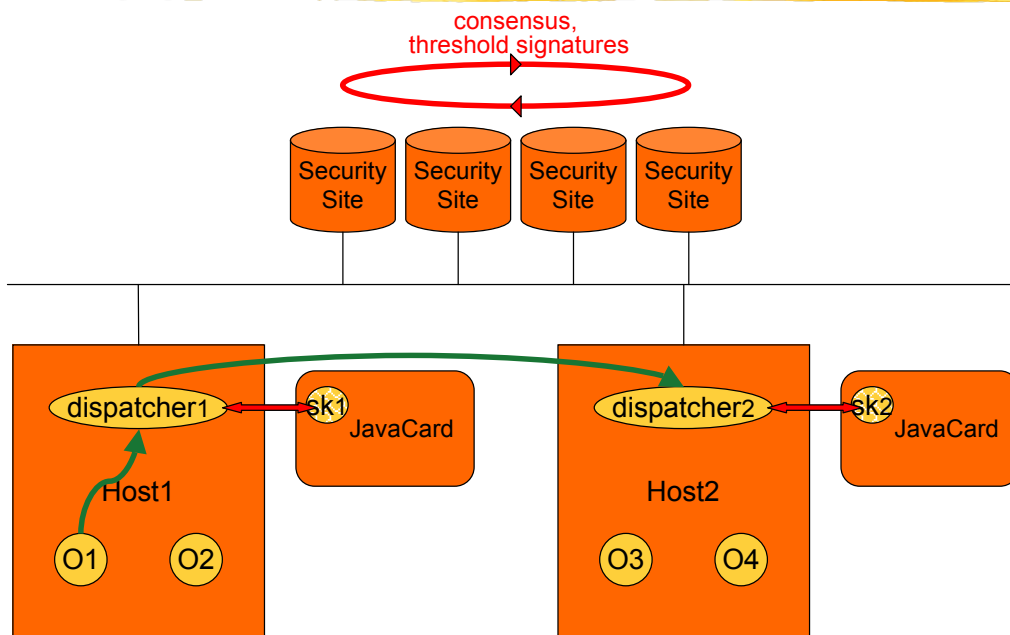 consensus,
threshold signatures
Security
Site
Security
Site
Security
Site
Security
Site
dispatcher1
sk1
JavaCard
dispatcher2
sk2
JavaCard
Host1
Host2
O1
O2
O3
O4